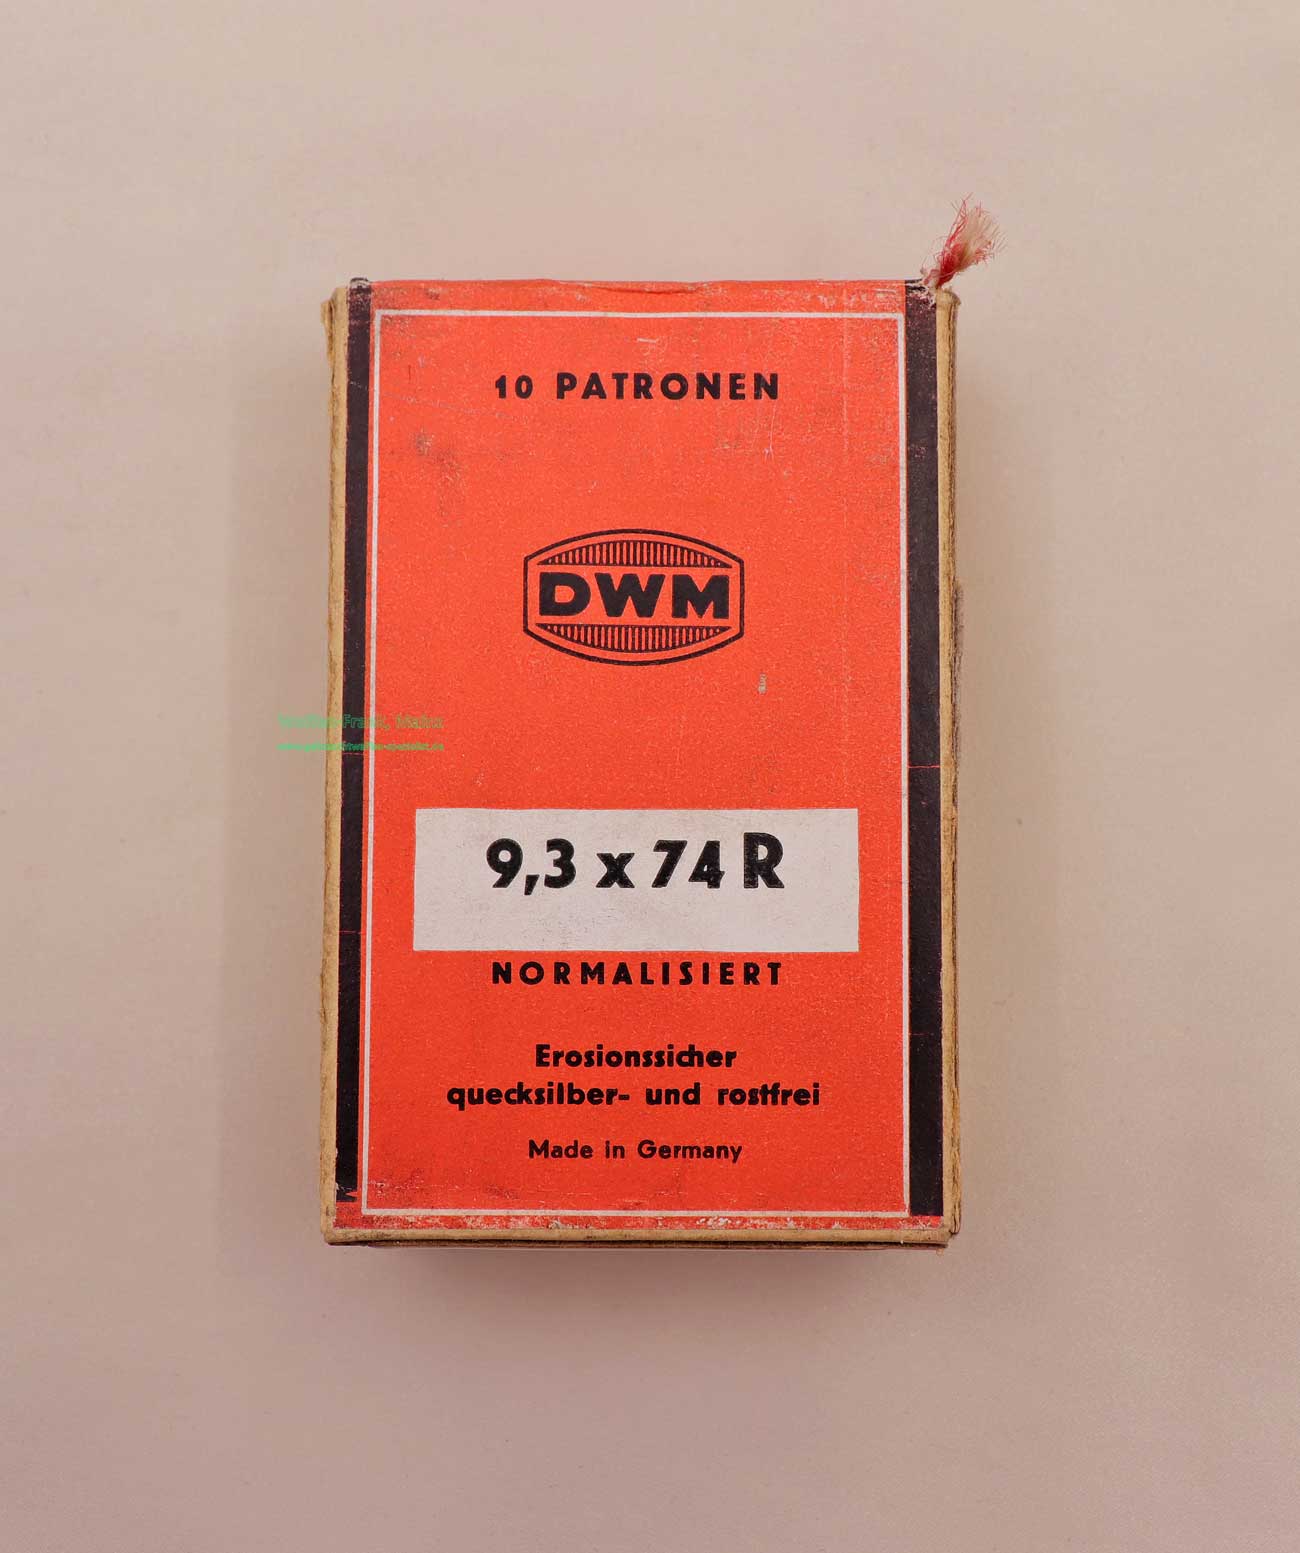 10 PATRONEN
DWM
9,3 x 74 R
NORMALISIERT
Erosionssicher
quecksilber- und rostfrei
Made in Germany